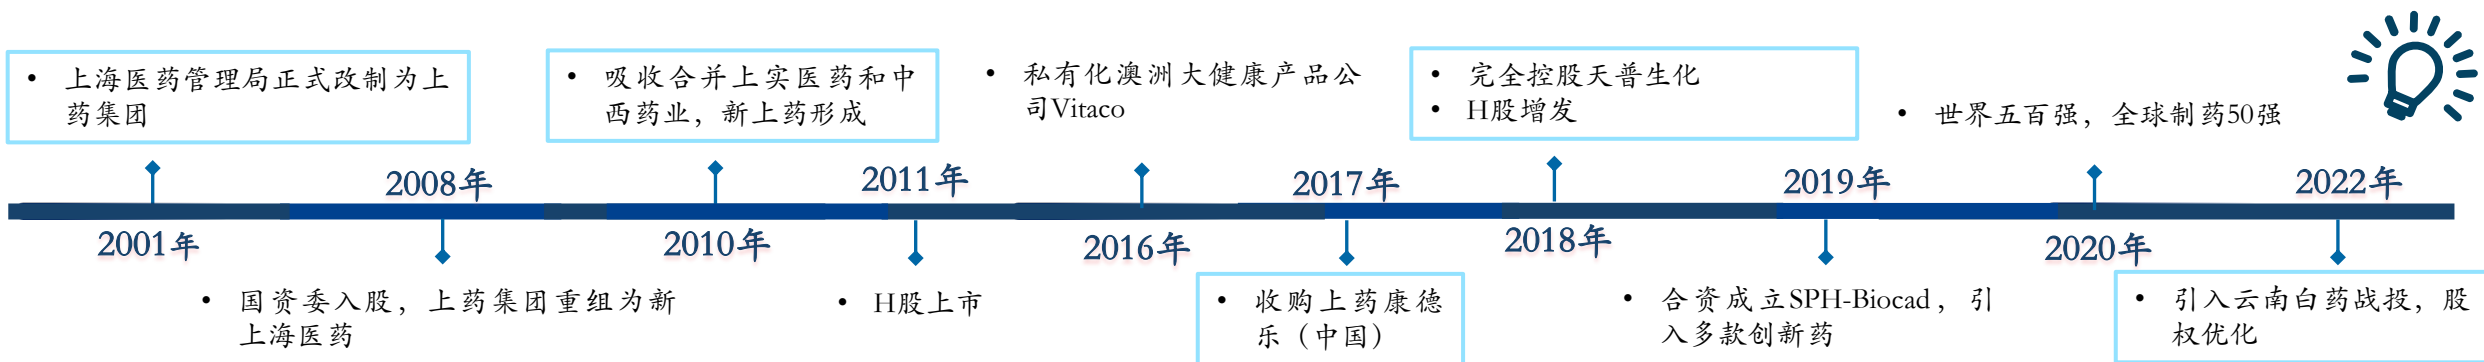 • 上海医药管理局正式改制为上
药集团
• 吸收合并上实医药和中
西药业，新上药形成
• 私有化澳洲大健康产品公
司Vitaco
• 完全控股天普生化
• H股增发
• 世界五百强，全球制药50强
2008年
2011年
2017年
2019年
2022年
2001年
2010年
2016年
2018年
2020年
• 国资委入股，上药集团重组为新
上海医药
• H股上市
• 收购上药康德
乐（中国）
• 合资成立SPH-Biocad，引
入多款创新药
• 引入云南白药战投，股
权优化